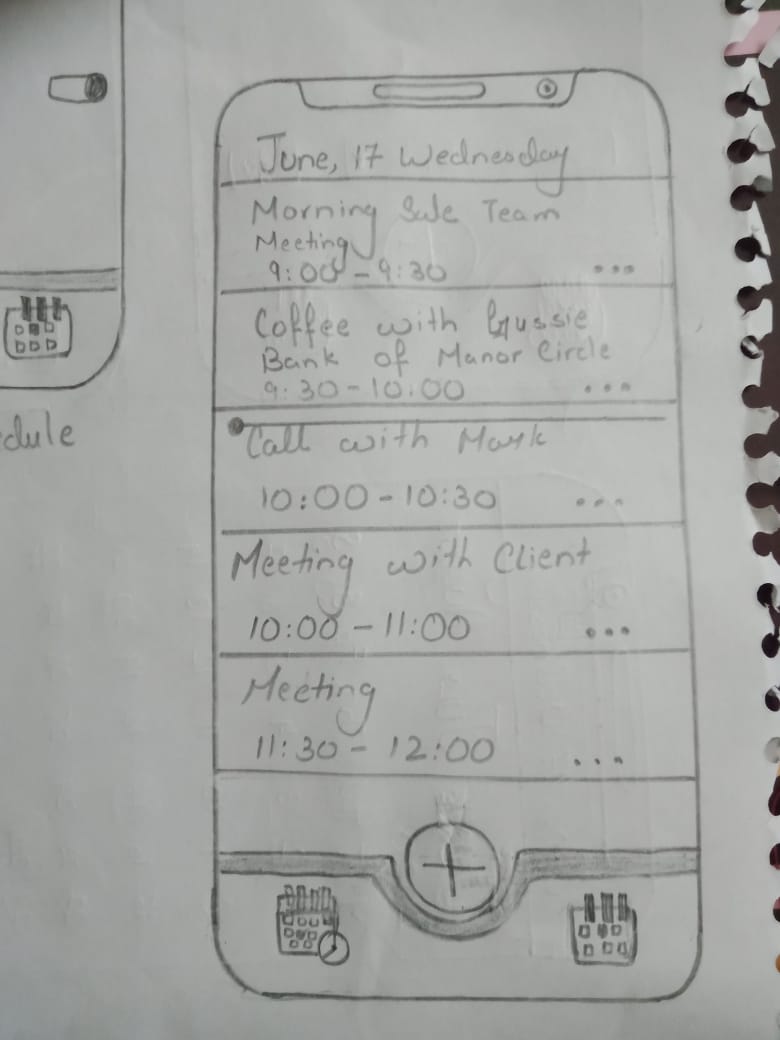 June, 17 Wednesday
Morning Sale Team
Meeting
9:00 - 9:30
...
Coffee with Gussie
Bank of Manor Circle
9:30 - 10:00
...
dule
Call with Mark
10:00 - 10:30
...
Meeting with Client
10:00 - 11:00
...
Meeting
11:30 - 12:00
...